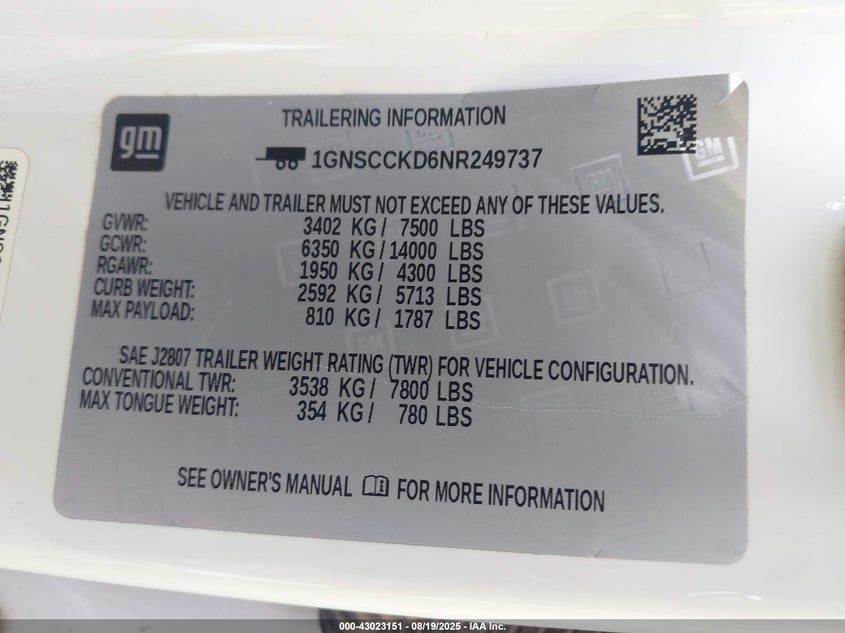 gm
TRAILERING INFORMATION
1GNSCCKD6NR249737
GM
VEHICLE AND TRAILER MUST NOT EXCEED ANY OF THESE VALUES.
GVWR: 3402 KG / 7500 LBS
GCWR: 6350 KG / 14000 LBS
RGAWR: 1950 KG / 4300 LBS
CURB WEIGHT: 2592 KG / 5713 LBS
MAX PAYLOAD: 810 KG / 1787 LBS
SAE J2807 TRAILER WEIGHT RATING (TWR) FOR VEHICLE CONFIGURATION.
CONVENTIONAL TWR: 3538 KG / 7800 LBS
MAX TONGUE WEIGHT: 354 KG / 780 LBS
SEE OWNER'S MANUAL FOR MORE INFORMATION
000-43023151 - 08/19/2025 - IAA Inc.